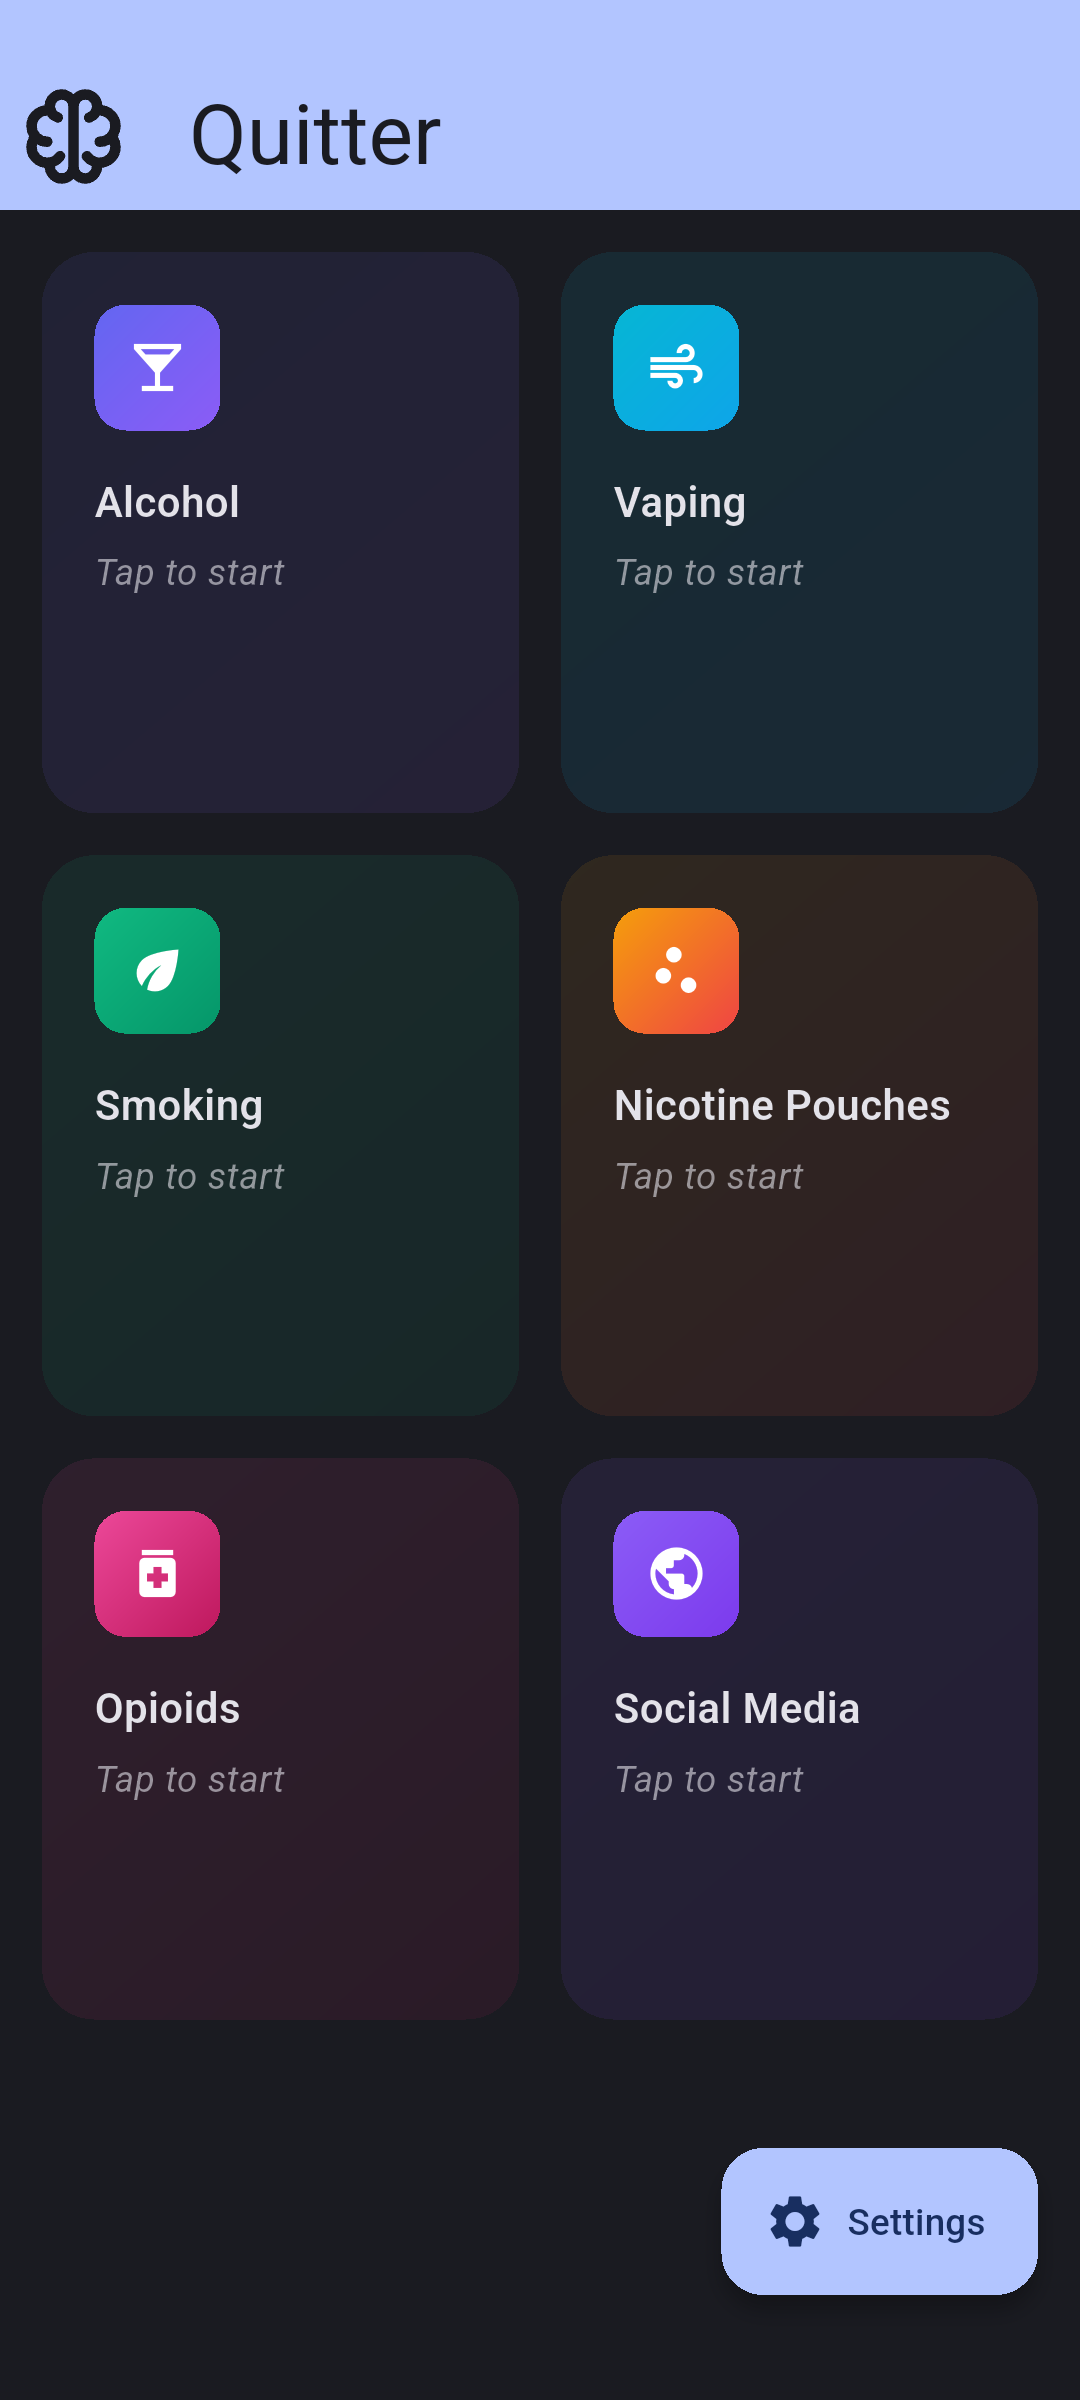 Quitter
Alcohol
Tap to start
Vaping
Tap to start
Smoking
Tap to start
Nicotine Pouches
Tap to start
Opioids
Tap to start
Social Media
Tap to start
Settings